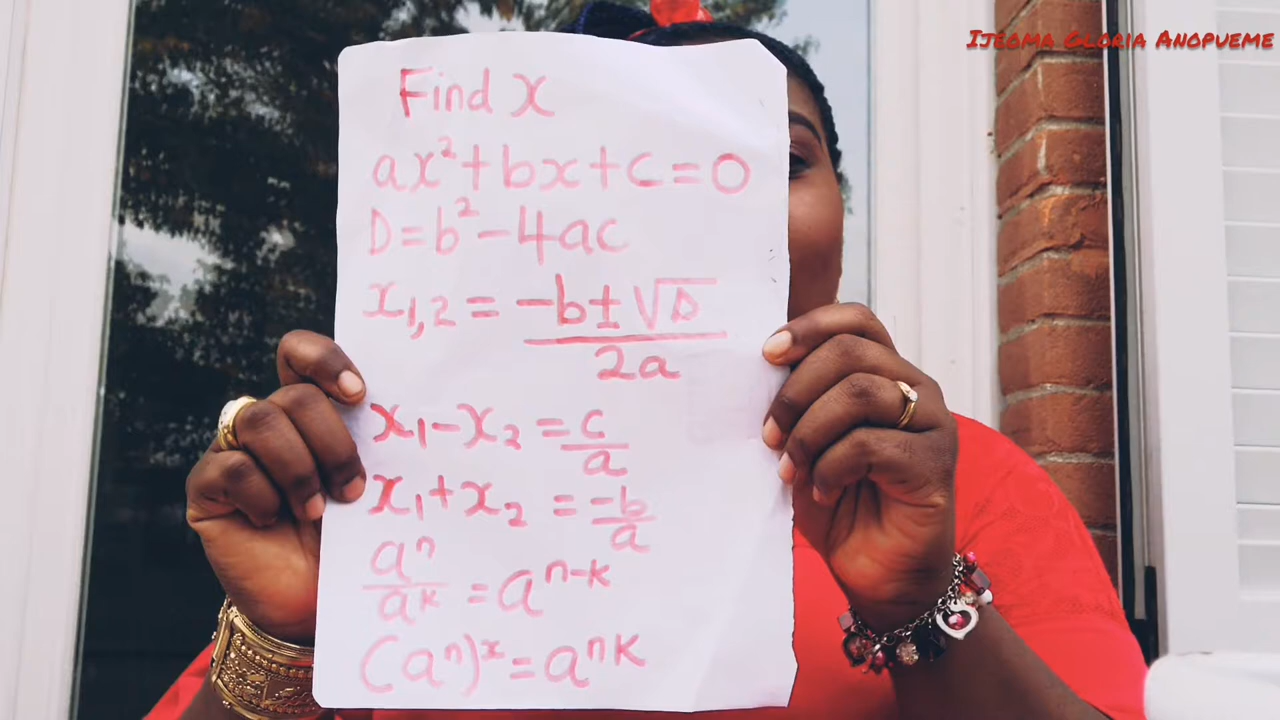 IJEOMA GLORIA ANOPUEME
Find x
ax²+bx+c=0
D=b²-4ac
x₁,₂ = -b±√D/2a
x₁-x₂ = c/a
x₁+x₂ = -b/a
aⁿ/aᵏ = aⁿ⁻ᵏ
(aⁿ)ˣ = aⁿᴷ